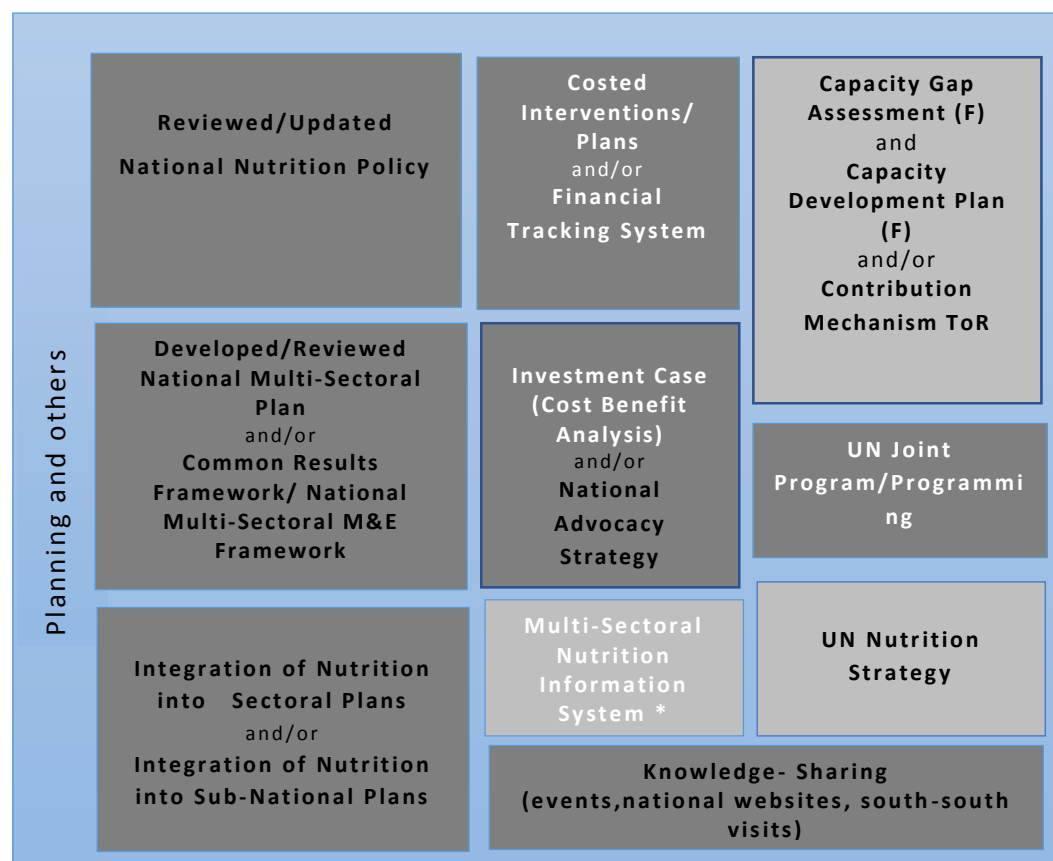 Planning and others
Reviewed/Updated
National Nutrition Policy
Developed/Reviewed
National Multi-Sectoral
Plan
and/or
Common Results
Framework/ National
Multi-Sectoral M&E
Framework
Integration of Nutrition
into Sectoral Plans
and/or
Integration of Nutrition
into Sub-National Plans
Costed
Interventions/
Plans
and/or
Financial
Tracking System
Investment Case
(Cost Benefit
Analysis)
and/or
National
Advocacy
Strategy
Multi-Sectoral
Nutrition
Information
System *
Capacity Gap
Assessment (F)
and
Capacity
Development Plan
(F)
and/or
Contribution
Mechanism ToR
UN Joint
Program/Programmi
ng
UN Nutrition
Strategy
Knowledge- Sharing
(events,national websites, south-south
visits)